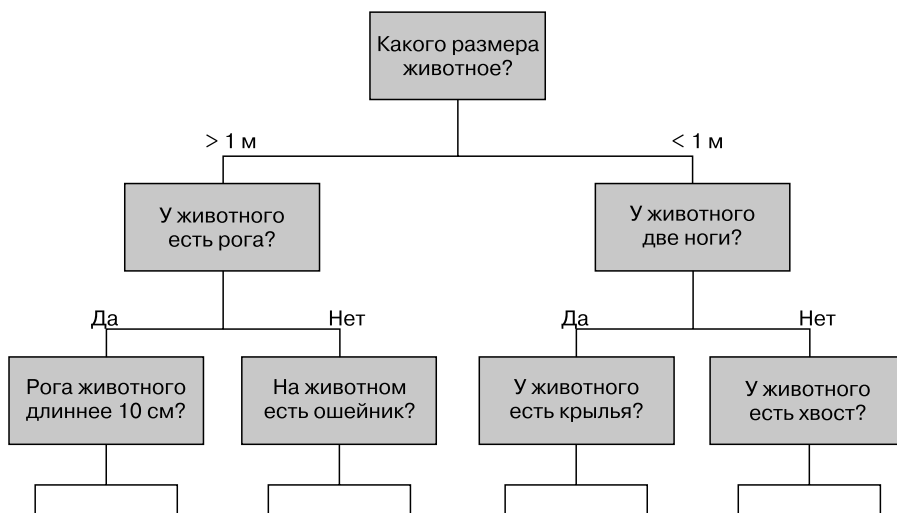 Какого размера
животное?
> 1 м
< 1 м
У животного
есть рога?
У животного
две ноги?
Да
Нет
Да
Нет
Рога животного
длиннее 10 см?
На животном
есть ошейник?
У животного
есть крылья?
У животного
есть хвост?